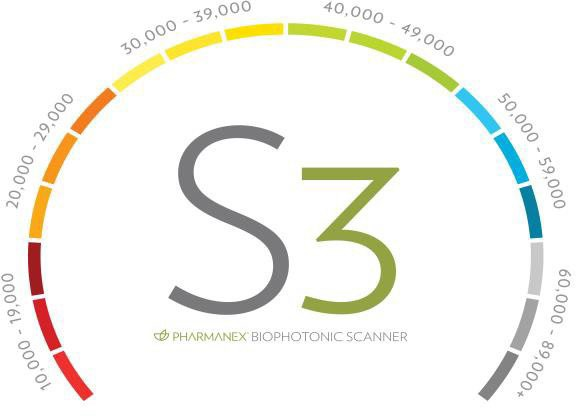 10,000 - 19,000
20,000 - 29,000
30,000 - 39,000
40,000 - 49,000
50,000 - 59,000
60,000 - 89,000+
S3
PHARMANEX® BIOPHOTONIC SCANNER